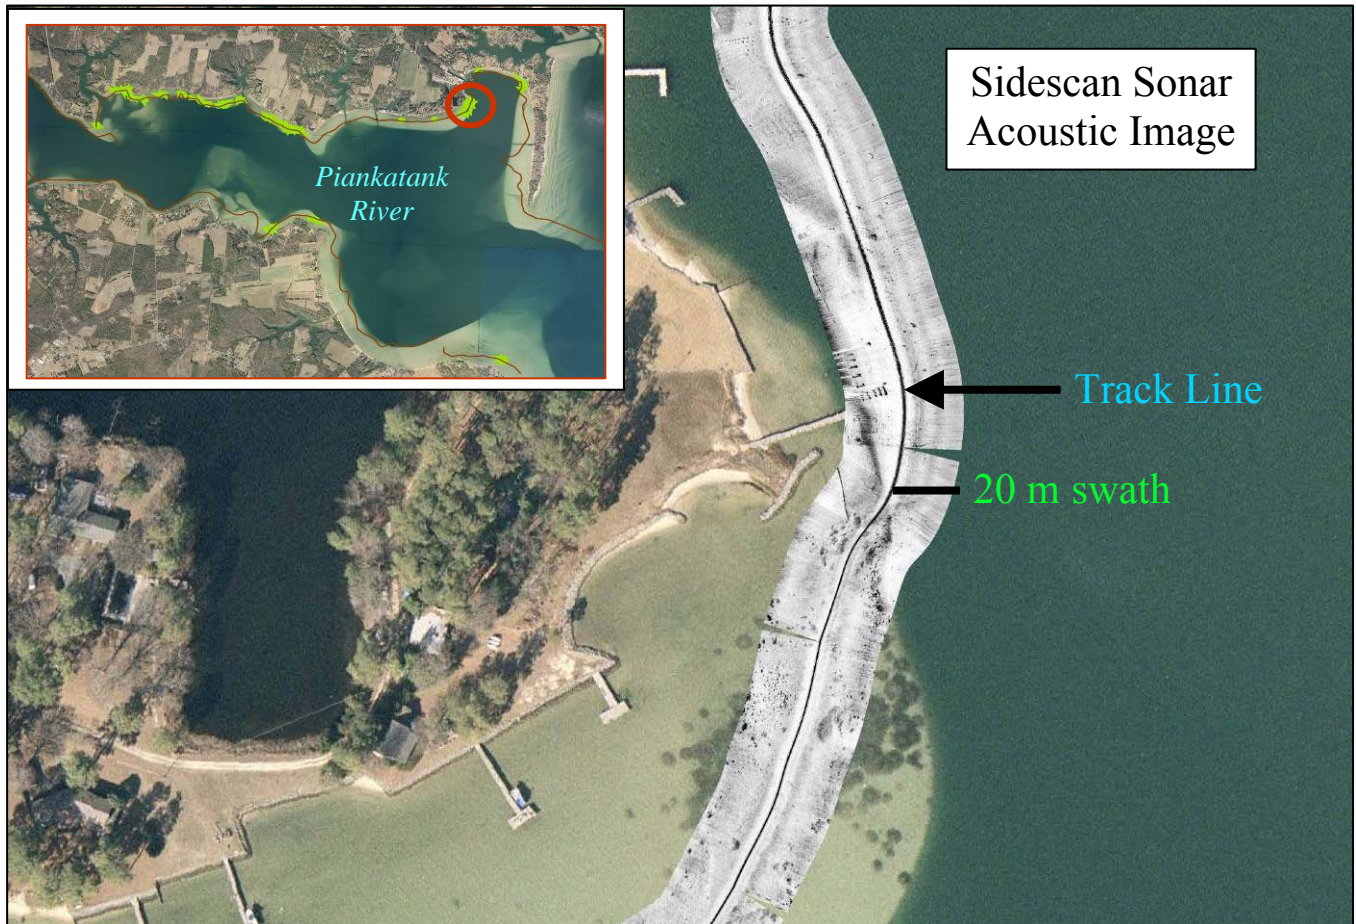 Sidescan Sonar
Acoustic Image
Piankatank
River
Track Line
20 m swath